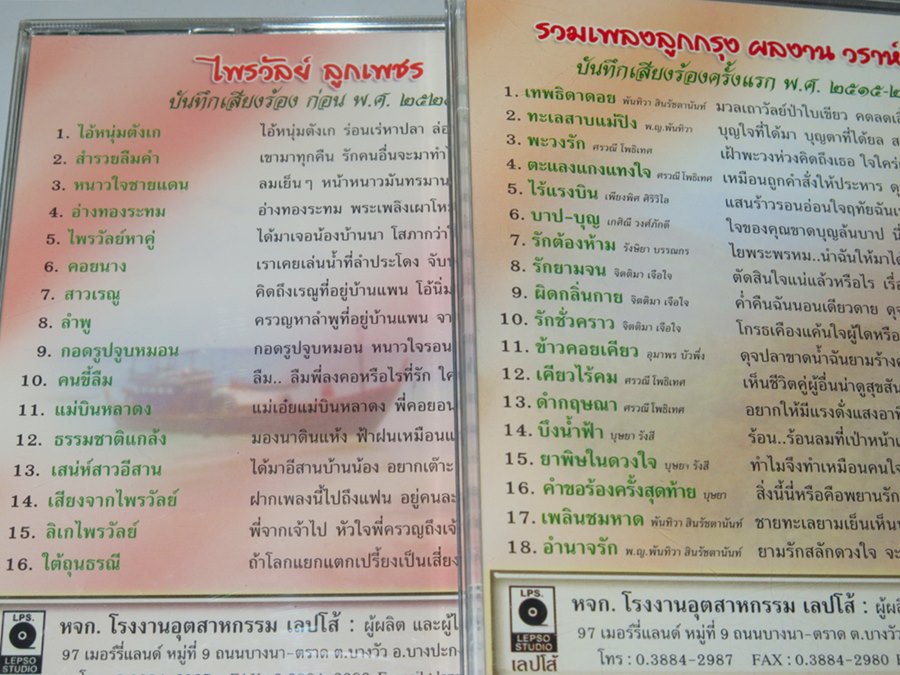 ไพรวัลย์ ลูกเพชร
บันทึกเสียงร้อง ก่อน พ.ศ. ๒๕๒๕
1. ไอ้หนุ่มตังเก ไอ้หนุ่มตังเก ร่อนเร่หาปลา ล่อ
2. สำรวยลืมคำ เขามาทุกคืน รักคนอื่นจะมาทำ
3. หนาวใจชายแดน ลมเย็นๆ หน้าหนาวมันทรมาน
4. อ่างทองระทม อ่างทองระทม พระเพลิงเผาโหม
5. ไพรวัลย์หาคู่ ได้มาเจอน้องบ้านนา โสภากว่า
6. คอยนาง เราเคยเล่นน้ำที่ลำประโดง จับ
7. สาวเรณู คิดถึงเรณูที่อยู่บ้านแพน โอ้นิ่ม
8. ลำพู ครวญหาลำพูที่อยู่บ้านแพน จา
9. กอดรูปจูบหมอน กอดรูปจูบหมอน หนาวใจรอน
10. คนขี้ลืม ลืม.. ลืมพี่ลงคอหรือไรที่รัก ใค
11. แม่บินหลาดง แม่เอ๋ยแม่บินหลาดง พี่คอยอน
12. ธรรมชาติแกล้ง มองนาดินแห้ง ฟ้าฝนเหมือนแ
13. เสน่ห์สาวอีสาน ได้มาอีสานบ้านน้อง อยากเต๊าะ
14. เสียงจากไพรวัลย์ ฝากเพลงนี้ไปถึงแฟน อยู่คนละ
15. ลิเกไพรวัลย์ พี่จากเจ้าไป หัวใจพี่ครวญถึงเจ้
16. ใต้ถุนธรณี ถ้าโลกแยกแตกเปรี้ยงเป็นเสี่ยง
LPS.
LEPSO
STUDIO
หจก. โรงงานอุตสาหกรรม เลปโส้ : ผู้ผลิต และผู้
97 เมอร์รี่แลนด์ หมู่ที่ 9 ถนนบางนา-ตราด ต.บางวัว อ.บางปะก
รวมเพลงลูกกรุง ผลงาน วราห์
บันทึกเสียงร้องครั้งแรก พ.ศ. ๒๕๑๕-๒
1. เทพธิดาดอย พันทิวา สินรัชตานันท์ มวลเถาวัลย์ป่าใบเขียว คดลดเลี้
2. ทะเลสาบแม่ปิง พ.ญ.พันทิวา บุญใจที่ได้มา บุญตาที่ได้ยล ส
3. พะวงรัก ศรวณี โพธิเทศ เฝ้าพะวงห่วงคิดถึงเธอ ใจใคร่
4. ตะแลงแกงแทงใจ ศรวณี โพธิเทศ เหมือนถูกคำสั่งให้ประหาร ดุ
5. ไร้แรงบิน เพียงพิศ ศิริวิไล แสนร้าวรอนอ่อนใจฤทัยฉัน
6. บาป-บุญ เกศิณี วงศ์ภักดี ใจของคุณขาดบุญล้นบาป นี่
7. รักต้องห้าม รังษิยา บรรณกร ไยพระพรหม..นำฉันให้มาได้
8. รักยามจน จิตติมา เจือใจ ตัดสินใจแน่แล้วหรือไร เรื่
9. ผิดกลิ่นกาย จิตติมา เจือใจ ค่ำคืนฉันนอนเดียวดาย ดุจ
10. รักชั่วคราว จิตติมา เจือใจ โกรธเคืองแค้นใจผู้ใดหรือ
11. ข้าวคอยเคียว อุมาพร บัวพึ่ง ดุจปลาขาดน้ำฉันยามร้าง
12. เคียวไร้คม ศรวณี โพธิเทศ เห็นชีวิตคู่ผู้อื่นน่าดูสุขสัน
13. ดำกฤษณา ศรวณี โพธิเทศ อยากให้มีแรงดั่งแสงอาทิ
14. บึงน้ำฟ้า บุษยา รังสี ร้อน..ร้อนลมที่เป่าหน้า
15. ยาพิษในดวงใจ บุษยา รังสี ทำไมจึงทำเหมือนคนใจ
16. คำขอร้องครั้งสุดท้าย บุษยา สิ่งนี้นี่หรือคือพยานรัก
17. เพลินชมหาด พันทิวา สินรัชตานันท์ ชายทะเลยามเย็นเห็น
18. อำนาจรัก พ.ญ.พันทิวา สินรัชตานันท์ ยามรักสลักดวงใจ จะ
LPS.
LEPSO
STUDIO
เลปโส้
หจก. โรงงานอุตสาหกรรม เลปโส้ : ผู้ผลิ
97 เมอร์รี่แลนด์ หมู่ที่ 9 ถนนบางนา-ตราด ต.บางวั
โทร : 0.3884-2987 FAX : 0.3884-2980